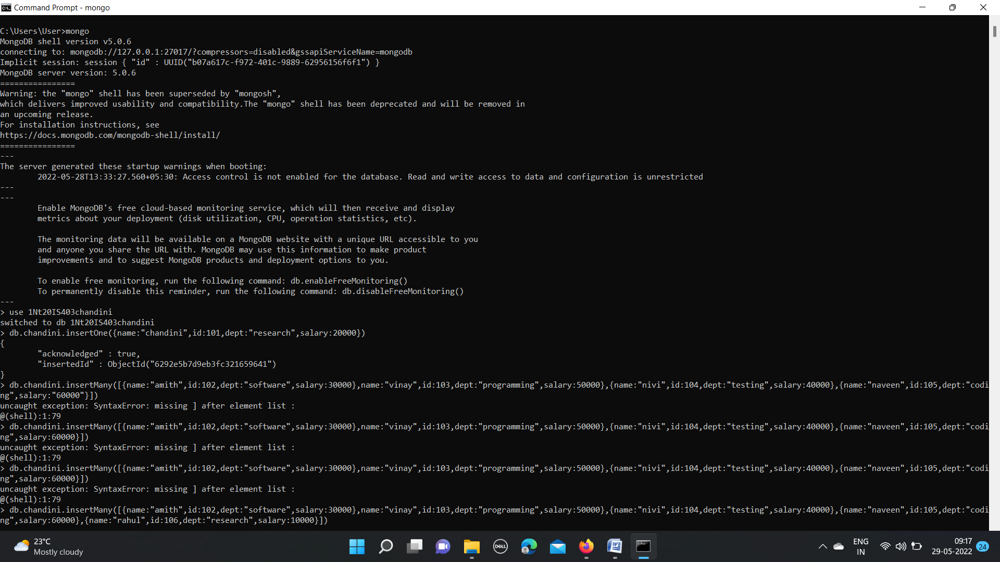 Command Prompt - mongo
C:\Users\User>mongo
MongoDB shell version v5.0.6
connecting to: mongodb://127.0.0.1:27017/?compressors=disabled&gssapiServiceName=mongodb
Implicit session: session { "id" : UUID("b07a617c-f972-401c-9889-62956156f6f1") }
MongoDB server version: 5.0.6
================
Warning: the "mongo" shell has been superseded by "mongosh",
which delivers improved usability and compatibility.The "mongo" shell has been deprecated and will be removed in
an upcoming release.
For installation instructions, see
https://docs.mongodb.com/mongodb-shell/install/
================
---
The server generated these startup warnings when booting:
        2022-05-28T13:33:27.560+05:30: Access control is not enabled for the database. Read and write access to data and configuration is unrestricted
---
---
        Enable MongoDB's free cloud-based monitoring service, which will then receive and display
        metrics about your deployment (disk utilization, CPU, operation statistics, etc).
        The monitoring data will be available on a MongoDB website with a unique URL accessible to you
        and anyone you share the URL with. MongoDB may use this information to make product
        improvements and to suggest MongoDB products and deployment options to you.
        To enable free monitoring, run the following command: db.enableFreeMonitoring()
        To permanently disable this reminder, run the following command: db.disableFreeMonitoring()
---
> use 1Nt20IS403chandini
switched to db 1Nt20IS403chandini
> db.chandini.insertOne({name:"chandini",id:101,dept:"research",salary:20000})
{
        "acknowledged" : true,
        "insertedId" : ObjectId("6292e5b7d9eb3fc321659641")
}
> db.chandini.insertMany([{name:"amith",id:102,dept:"software",salary:30000},name:"vinay",id:103,dept:"programming",salary:50000},{name:"nivi",id:104,dept:"testing",salary:40000},{name:"naveen",id:105,dept:"codi
ng",salary:"60000"}])
uncaught exception: SyntaxError: missing ] after element list :
@(shell):1:79
> db.chandini.insertMany([{name:"amith",id:102,dept:"software",salary:30000},name:"vinay",id:103,dept:"programming",salary:50000},{name:"nivi",id:104,dept:"testing",salary:40000},{name:"naveen",id:105,dept:"codi
ng",salary:60000}])
uncaught exception: SyntaxError: missing ] after element list :
@(shell):1:79
> db.chandini.insertMany([{name:"amith",id:102,dept:"software",salary:30000},name:"vinay",id:103,dept:"programming",salary:50000},{name:"nivi",id:104,dept:"testing",salary:40000},{name:"naveen",id:105,dept:"codi
ng",salary:60000}])
uncaught exception: SyntaxError: missing ] after element list :
@(shell):1:79
> db.chandini.insertMany([{name:"amith",id:102,dept:"software",salary:30000},name:"vinay",id:103,dept:"programming",salary:50000},{name:"nivi",id:104,dept:"testing",salary:40000},{name:"naveen",id:105,dept:"codi
ng",salary:60000},{name:"rahul",id:106,dept:"research",salary:10000}])
23°C
Mostly cloudy
DELL
ENG
IN
09:17
29-05-2022
24